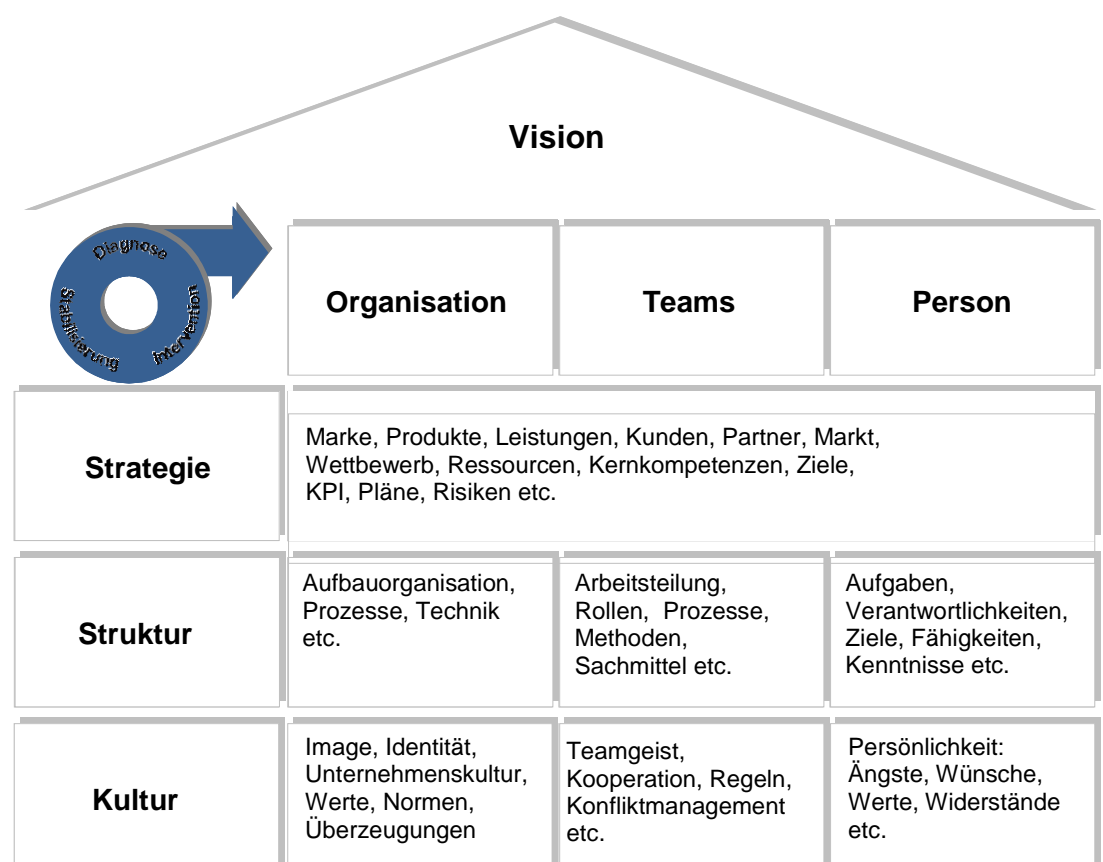 Vision
Diagnose
Stabilisierung
Intervention
Organisation
Teams
Person
Strategie
Marke, Produkte, Leistungen, Kunden, Partner, Markt,
Wettbewerb, Ressourcen, Kernkompetenzen, Ziele,
KPI, Pläne, Risiken etc.
Struktur
Aufbauorganisation,
Prozesse, Technik
etc.
Arbeitsteilung,
Rollen, Prozesse,
Methoden,
Sachmittel etc.
Aufgaben,
Verantwortlichkeiten,
Ziele, Fähigkeiten,
Kenntnisse etc.
Kultur
Image, Identität,
Unternehmenskultur,
Werte, Normen,
Überzeugungen
Teamgeist,
Kooperation, Regeln,
Konfliktmanagement
etc.
Persönlichkeit:
Ängste, Wünsche,
Werte, Widerstände
etc.